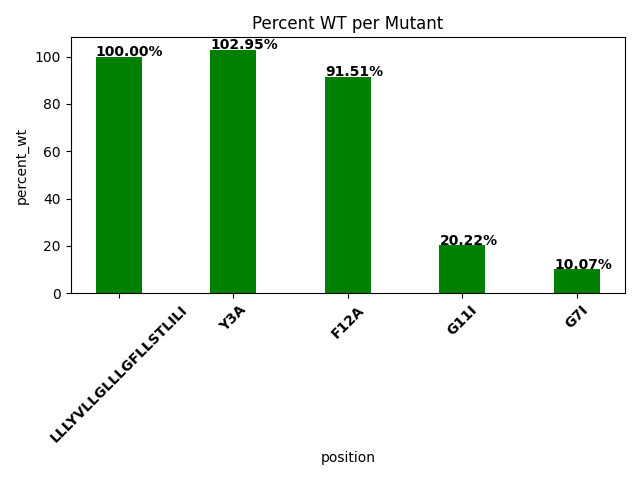 Percent WT per Mutant
percent_wt
100
80
60
40
20
0
100.00%
102.95%
91.51%
20.22%
10.07%
LLLYVLLGLLLGFLLSTLILI
Y3A
F12A
G11I
G7I
position